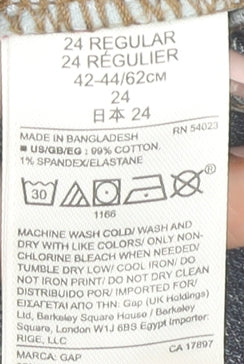 24 REGULAR
24 RÉGULIER
42-44/62CM
24
日本 24
RN 54023
MADE IN BANGLADESH
■ US/GB/EG : 99% COTTON,
1% SPANDEX/ELASTANE
30
1166
MACHINE WASH COLD/ WASH AND
DRY WITH LIKE COLORS/ ONLY NON-
CHLORINE BLEACH WHEN NEEDED/
TUMBLE DRY LOW/ COOL IRON/ DO
NOT IRON PRINT/ DO NOT DRY CLEAN
DISTRIBUIDO POR/ IMPORTED FOR/
ΕΙΣΑΓΕΤΑΙ ΑΠΟ ΤΗΝ: Gap (UK Holdings)
Ltd, Barkeley Square House / Berkeley
Square, London W1J 6BS Egypt Importer:
RIGE, LLC
CA 17897
MARCA: GAP